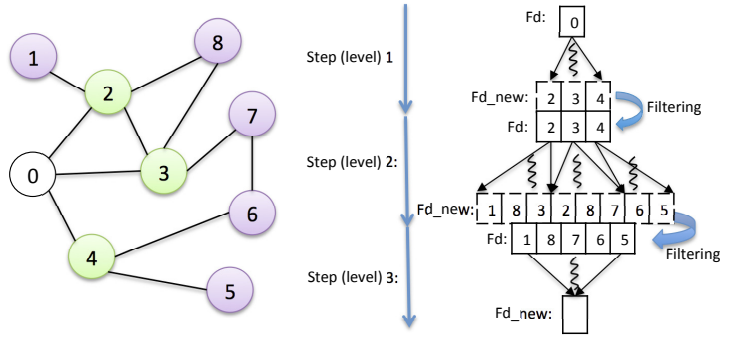 1
8
2
7
3
0
6
4
5
Fd: 0
Step (level) 1
Fd_new: 2 3 4
Filtering
Fd: 2 3 4
Step (level) 2:
Fd_new: 1 8 3 2 8 7 6 5
Fd: 1 8 7 6 5
Filtering
Step (level) 3:
Fd_new: